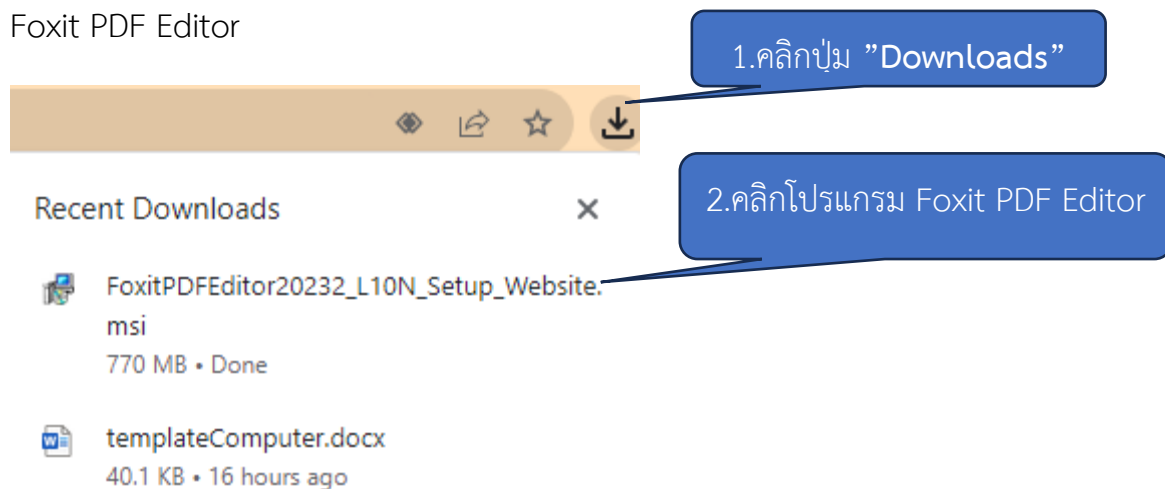 Foxit PDF Editor
1.คลิกปุ่ม ”Downloads”
Recent Downloads
2.คลิกโปรแกรม Foxit PDF Editor
FoxitPDFEditor20232_L10N_Setup_Website.
msi
770 MB • Done
templateComputer.docx
40.1 KB • 16 hours ago